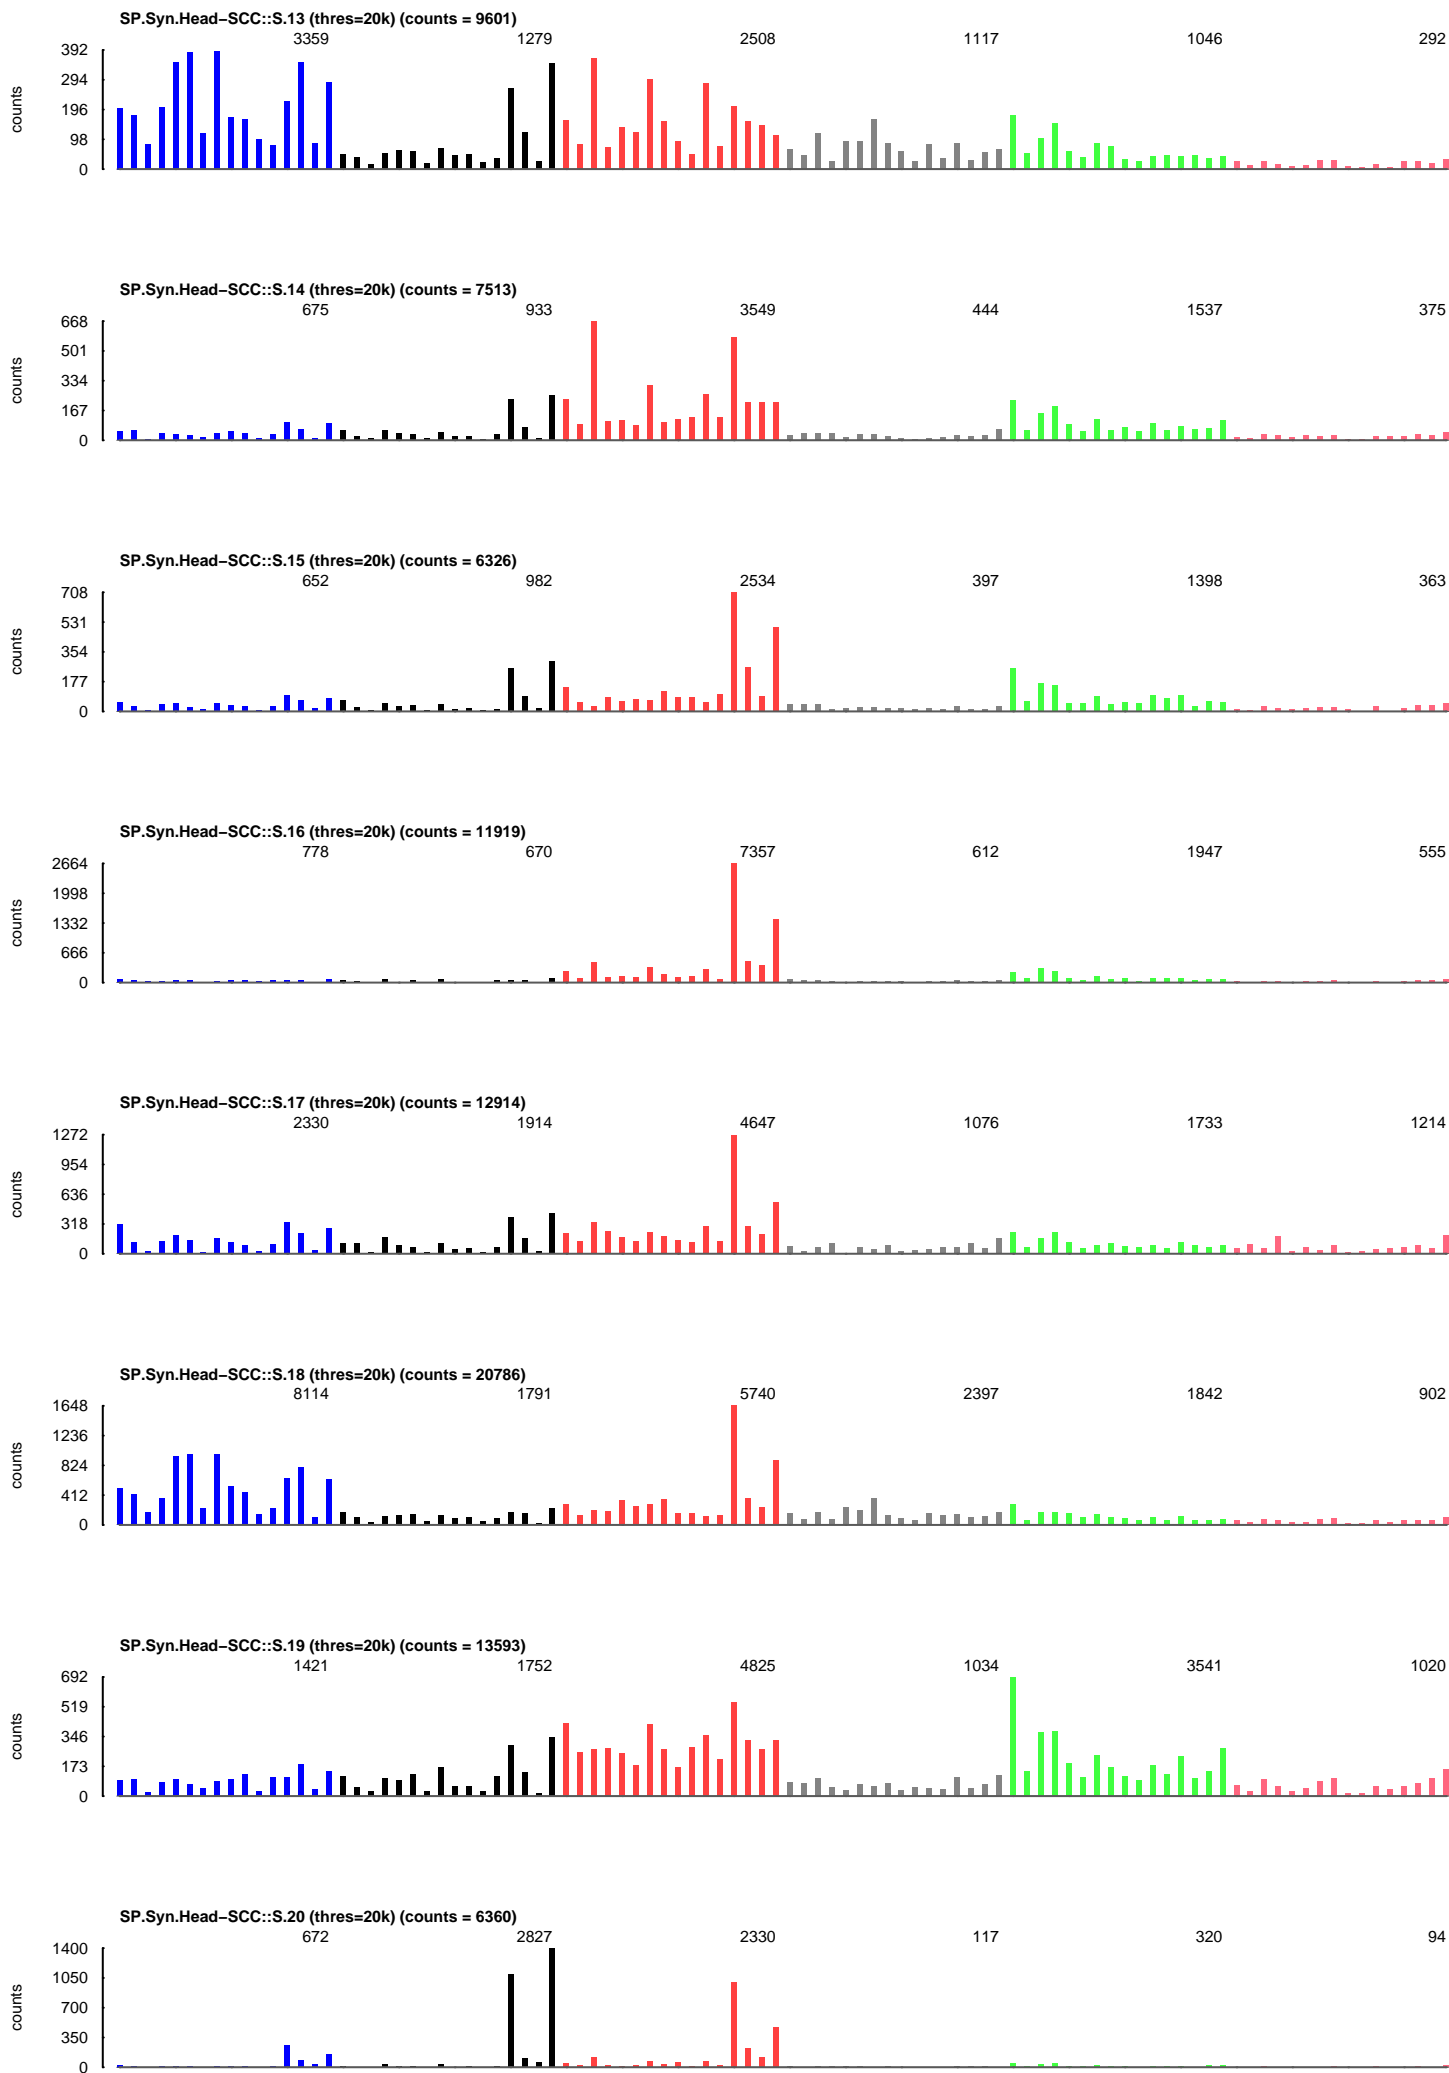 SP.Syn.Head−SCC::S.13 (thres=20k) (counts = 9601)
3359 1279 2508 1117 1046 292
counts
392
294
196
98
0
SP.Syn.Head−SCC::S.14 (thres=20k) (counts = 7513)
675 933 3549 444 1537 375
counts
668
501
334
167
0
SP.Syn.Head−SCC::S.15 (thres=20k) (counts = 6326)
652 982 2534 397 1398 363
counts
708
531
354
177
0
SP.Syn.Head−SCC::S.16 (thres=20k) (counts = 11919)
778 670 7357 612 1947 555
counts
2664
1998
1332
666
0
SP.Syn.Head−SCC::S.17 (thres=20k) (counts = 12914)
2330 1914 4647 1076 1733 1214
counts
1272
954
636
318
0
SP.Syn.Head−SCC::S.18 (thres=20k) (counts = 20786)
8114 1791 5740 2397 1842 902
counts
1648
1236
824
412
0
SP.Syn.Head−SCC::S.19 (thres=20k) (counts = 13593)
1421 1752 4825 1034 3541 1020
counts
692
519
346
173
0
SP.Syn.Head−SCC::S.20 (thres=20k) (counts = 6360)
672 2827 2330 117 320 94
counts
1400
1050
700
350
0